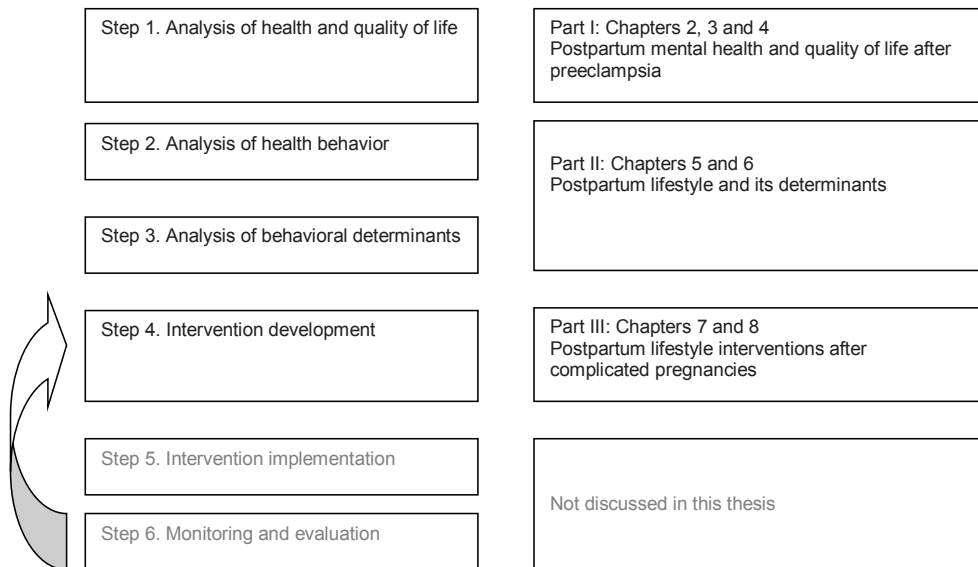 Step 1. Analysis of health and quality of life
Part I: Chapters 2, 3 and 4
Postpartum mental health and quality of life after
preeclampsia
Step 2. Analysis of health behavior
Part II: Chapters 5 and 6
Postpartum lifestyle and its determinants
Step 3. Analysis of behavioral determinants
Step 4. Intervention development
Part III: Chapters 7 and 8
Postpartum lifestyle interventions after
complicated pregnancies
Step 5. Intervention implementation
Not discussed in this thesis
Step 6. Monitoring and evaluation